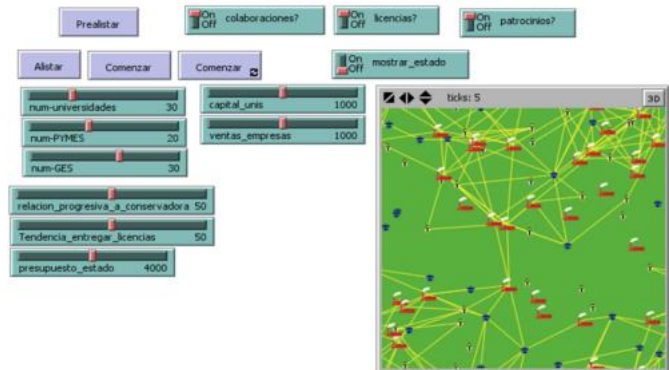 Prealistar
On
Off
colaboraciones?
On
Off
licencias?
On
Off
patrocinios?
Alistar
Comenzar
Comenzar
On
Off
mostrar_estado
num-universidades 30
capital_unis 1000
num-PYMES 20
ventas_empresas 1000
num-GES 30
relacion_progresiva_a_conservadora 50
Tendencia_entregar_licencias 50
presupuesto_estado 4000
ticks: 5
3D